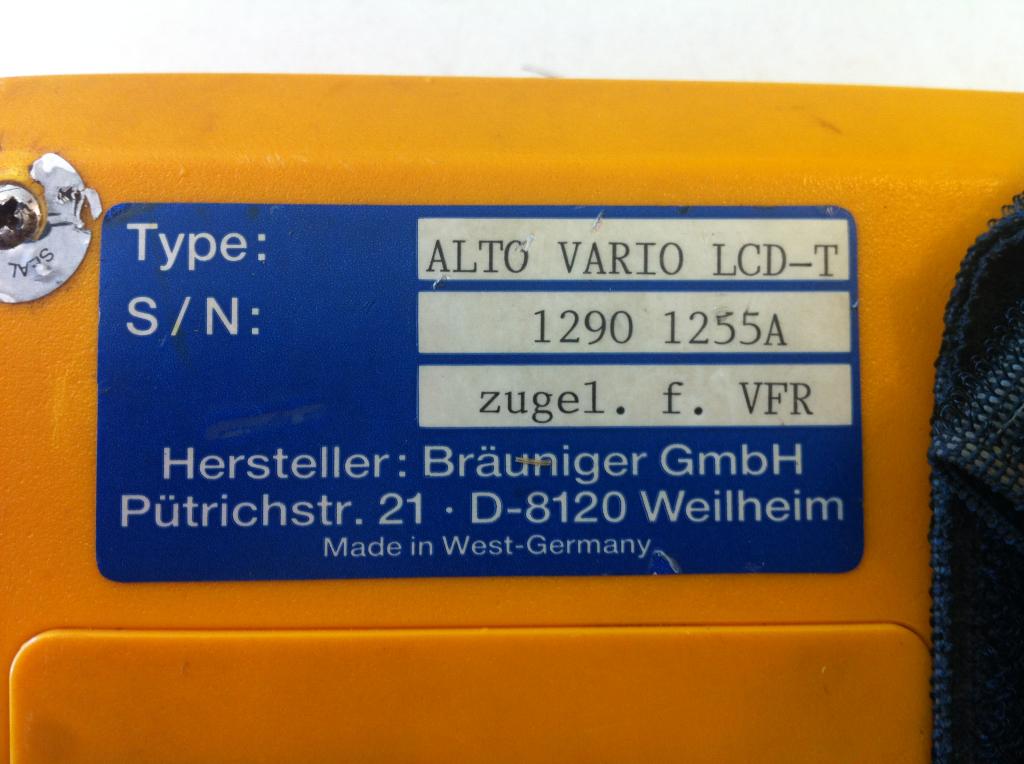 Type: ALTO VARIO LCD-T
S/N: 1290 1255A
zugel. f. VFR
Hersteller: Bräuniger GmbH
Pütrichstr. 21 · D-8120 Weilheim
Made in West-Germany
SEAL